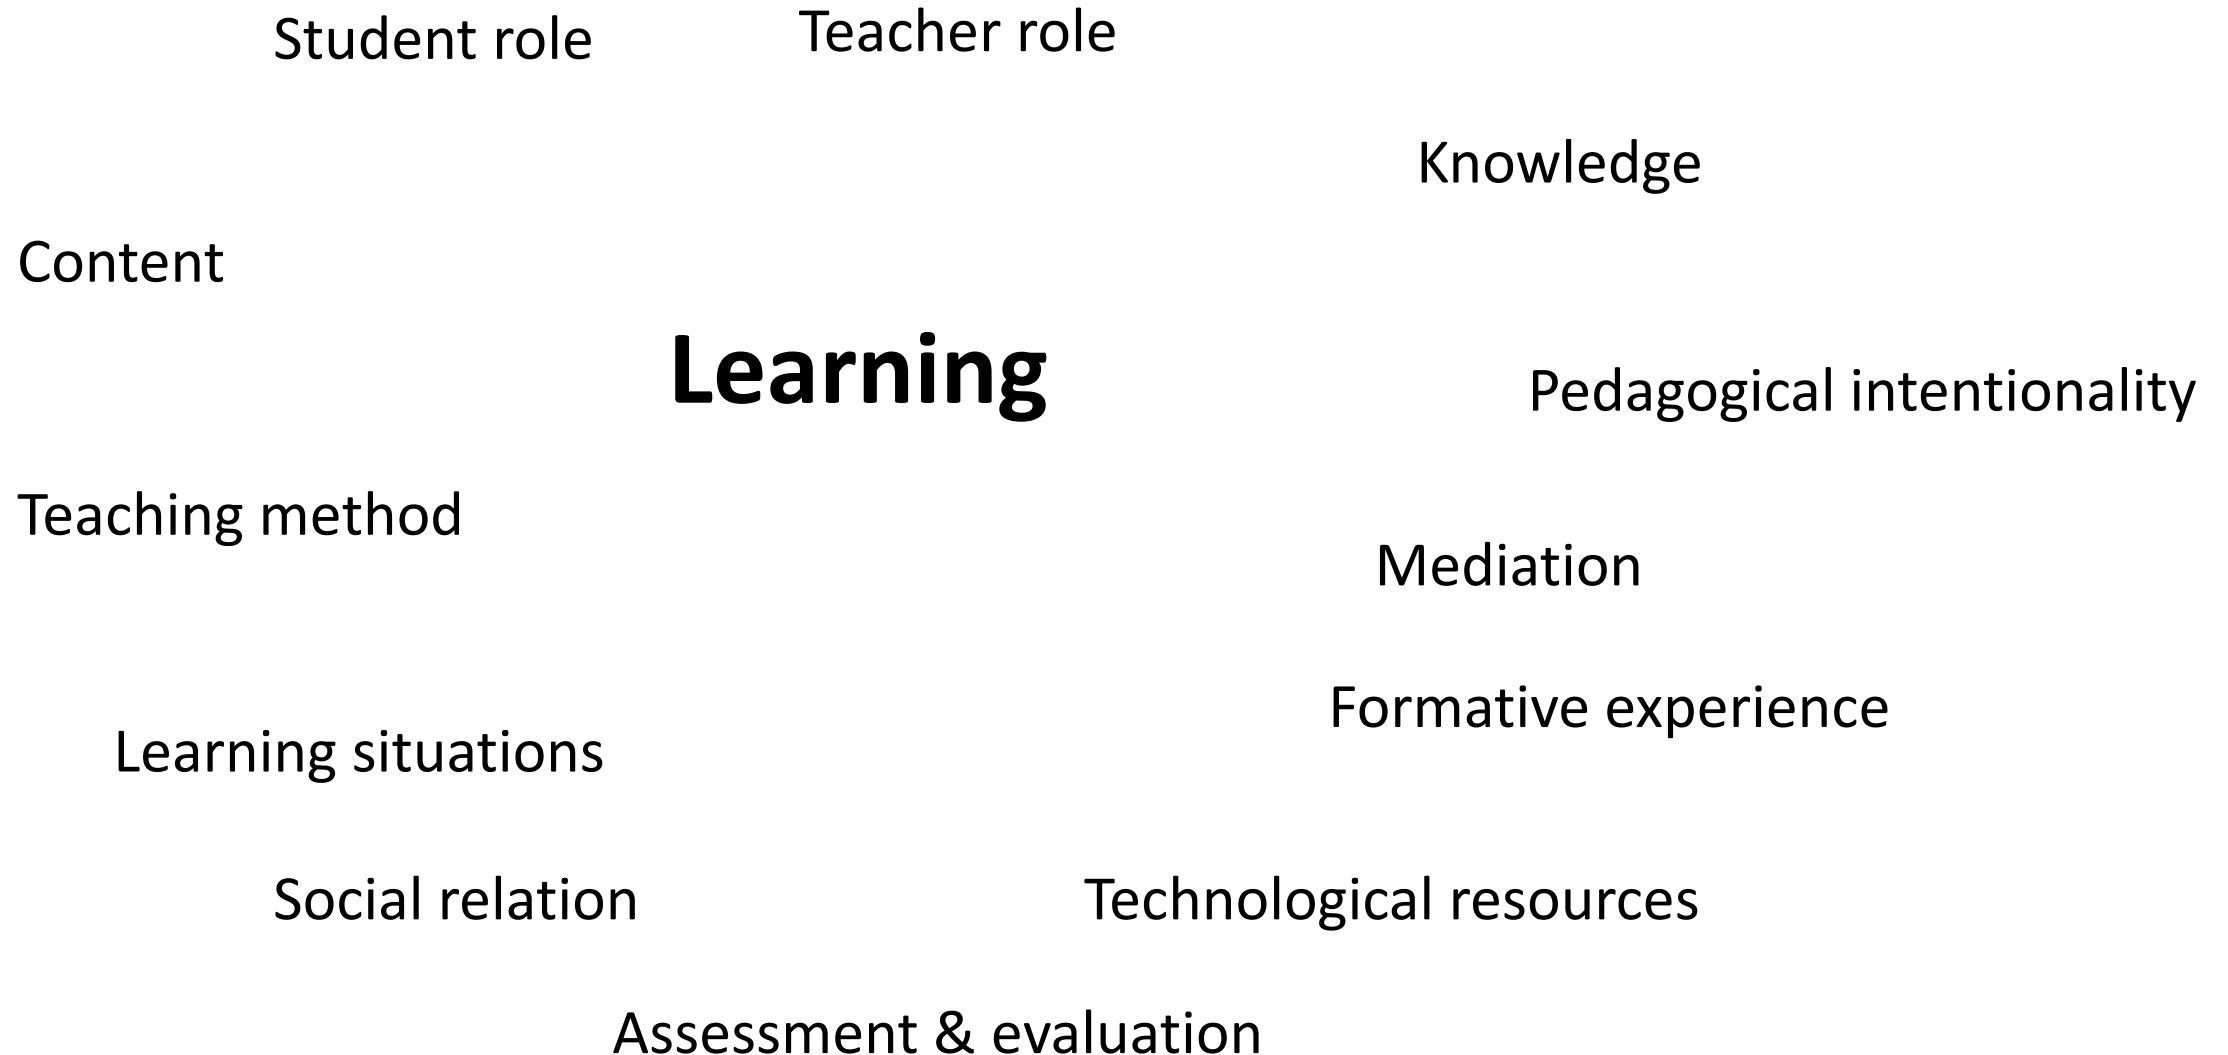 Student role
Teacher role
Knowledge
Content
Learning
Pedagogical intentionality
Teaching method
Mediation
Formative experience
Learning situations
Social relation
Technological resources
Assessment & evaluation